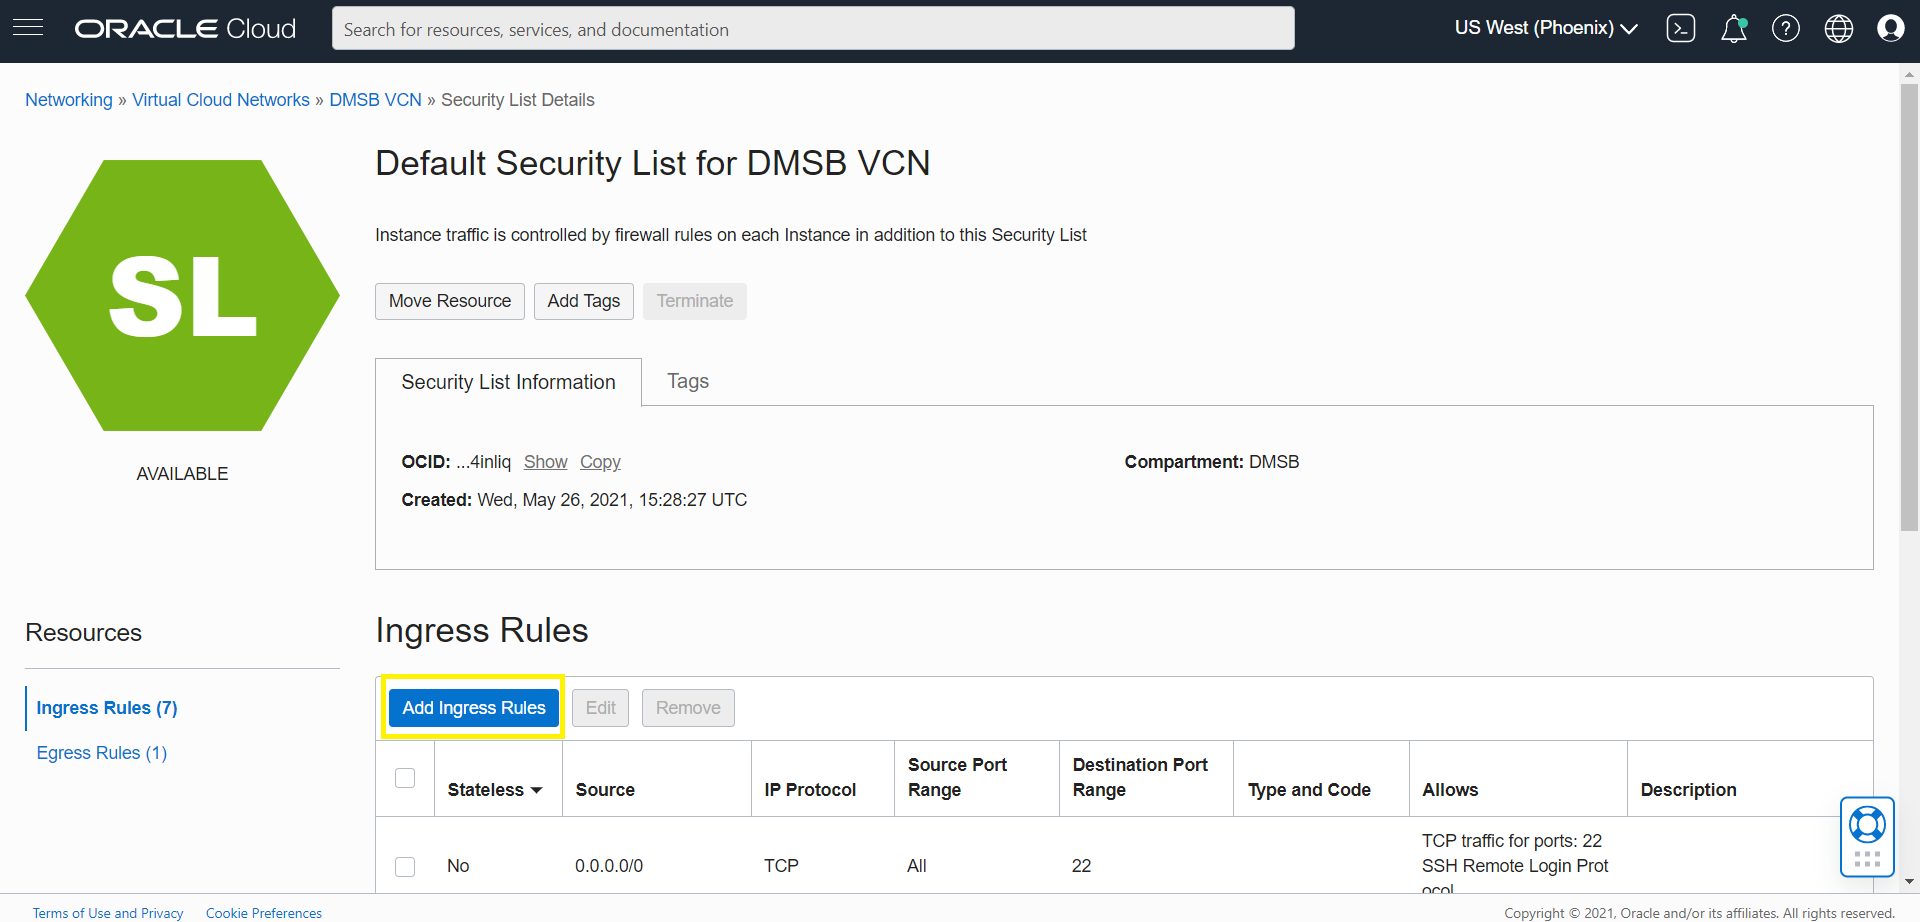 ORACLE Cloud
Search for resources, services, and documentation
US West (Phoenix)
Networking » Virtual Cloud Networks » DMSB VCN » Security List Details
SL
AVAILABLE
Default Security List for DMSB VCN
Instance traffic is controlled by firewall rules on each Instance in addition to this Security List
Move Resource Add Tags Terminate
Security List Information Tags
OCID: ...4inliq Show Copy
Compartment: DMSB
Created: Wed, May 26, 2021, 15:28:27 UTC
Resources
Ingress Rules (7)
Egress Rules (1)
Ingress Rules
Add Ingress Rules Edit Remove
Stateless Source IP Protocol Source Port Range Destination Port Range Type and Code Allows Description
No 0.0.0.0/0 TCP All 22
TCP traffic for ports: 22
SSH Remote Login Prot
ocol
Terms of Use and Privacy Cookie Preferences
Copyright © 2021, Oracle and/or its affiliates. All rights reserved.